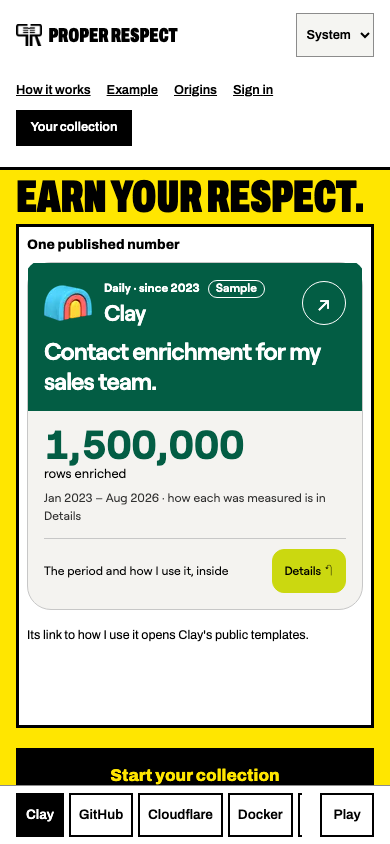 PROPER RESPECT
System
How it works Example Origins Sign in
Your collection
EARN YOUR RESPECT.
One published number
Daily · since 2023 Sample
Clay
Contact enrichment for my
sales team.
1,500,000
rows enriched
Jan 2023 – Aug 2026 · how each was measured is in
Details
The period and how I use it, inside
Details
Its link to how I use it opens Clay's public templates.
Start your collection
Clay GitHub Cloudflare Docker Play